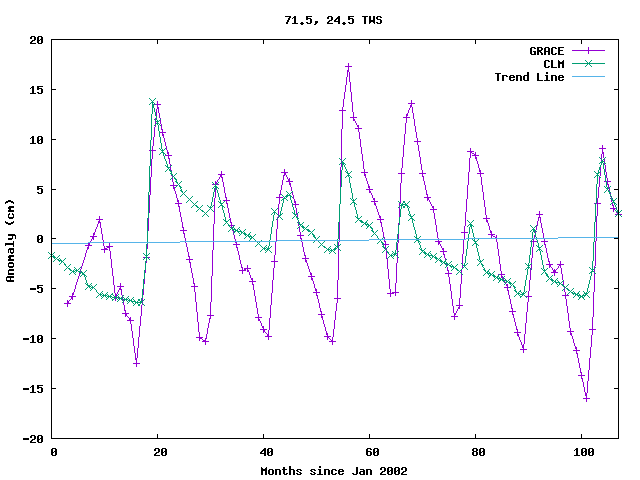 71.5, 24.5 TWS
GRACE
CLM
Trend Line
20
15
10
5
0
-5
-10
-15
-20
Anomaly (cm)
0 20 40 60 80 100
Months since Jan 2002